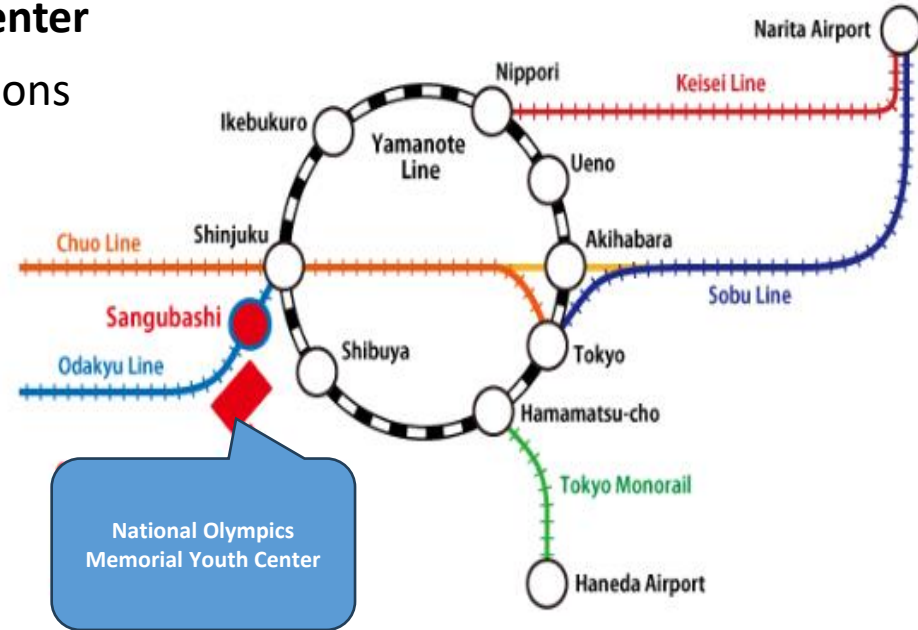 enter
ons
Narita Airport
Nippori
Keisei Line
Ikebukuro
Yamanote
Line
Ueno
Shinjuku
Akihabara
Chuo Line
Sobu Line
Sangubashi
Shibuya
Tokyo
Odakyu Line
Hamamatsu-cho
Tokyo Monorail
National Olympics
Memorial Youth Center
Haneda Airport